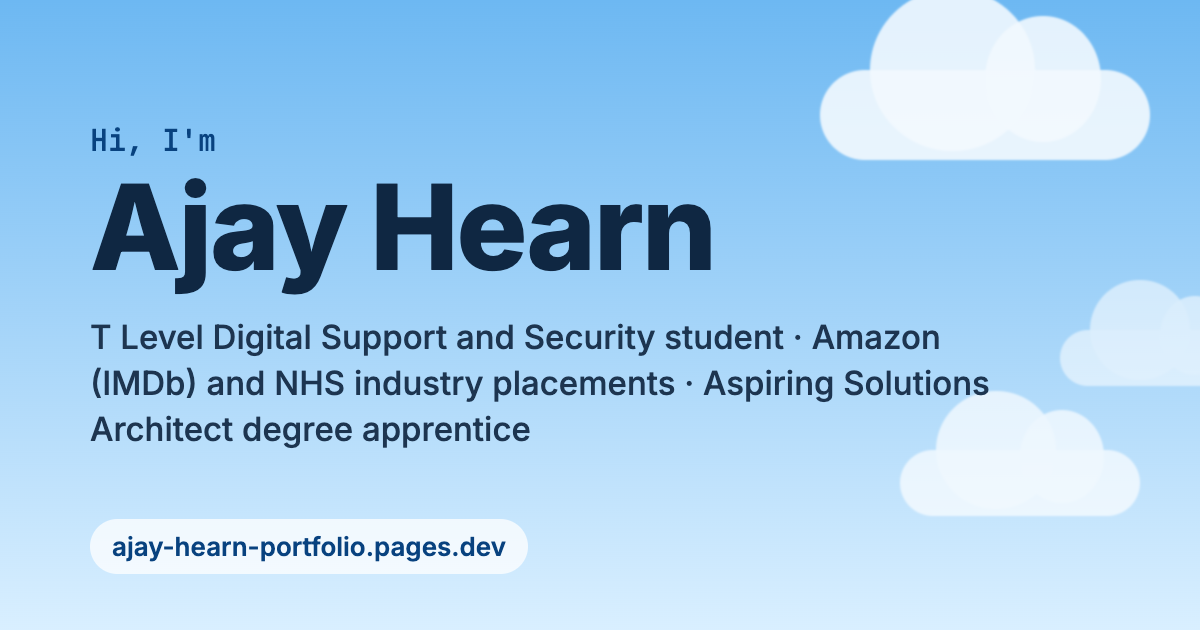 Hi, I'm
Ajay Hearn
T Level Digital Support and Security student · Amazon
(IMDb) and NHS industry placements · Aspiring Solutions
Architect degree apprentice
ajay-hearn-portfolio.pages.dev